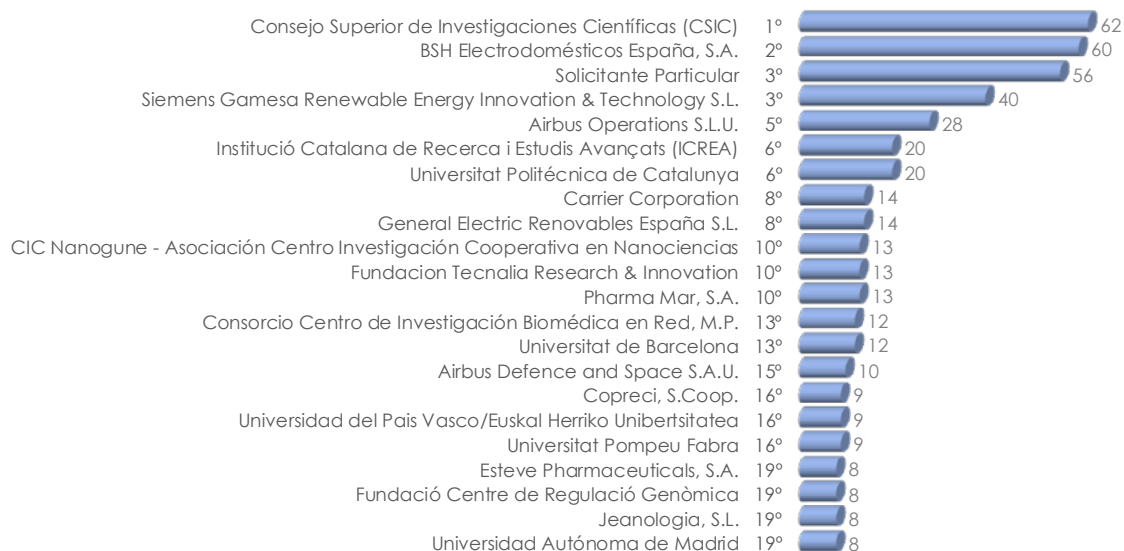 Consejo Superior de Investigaciones Científicas (CSIC) 1º 62
BSH Electrodomésticos España, S.A. 2º 60
Solicitante Particular 3º 56
Siemens Gamesa Renewable Energy Innovation & Technology S.L. 3º 40
Airbus Operations S.L.U. 5º 28
Institució Catalana de Recerca i Estudis Avançats (ICREA) 6º 20
Universitat Politécnica de Catalunya 6º 20
Carrier Corporation 8º 14
General Electric Renovables España S.L. 8º 14
CIC Nanogune - Asociación Centro Investigación Cooperativa en Nanociencias 10º 13
Fundacion Tecnalia Research & Innovation 10º 13
Pharma Mar, S.A. 10º 13
Consorcio Centro de Investigación Biomédica en Red, M.P. 13º 12
Universitat de Barcelona 13º 12
Airbus Defence and Space S.A.U. 15º 10
Copreci, S.Coop. 16º 9
Universidad del Pais Vasco/Euskal Herriko Unibertsitatea 16º 9
Universitat Pompeu Fabra 16º 9
Esteve Pharmaceuticals, S.A. 19º 8
Fundació Centre de Regulació Genòmica 19º 8
Jeanologia, S.L. 19º 8
Universidad Autónoma de Madrid 19º 8